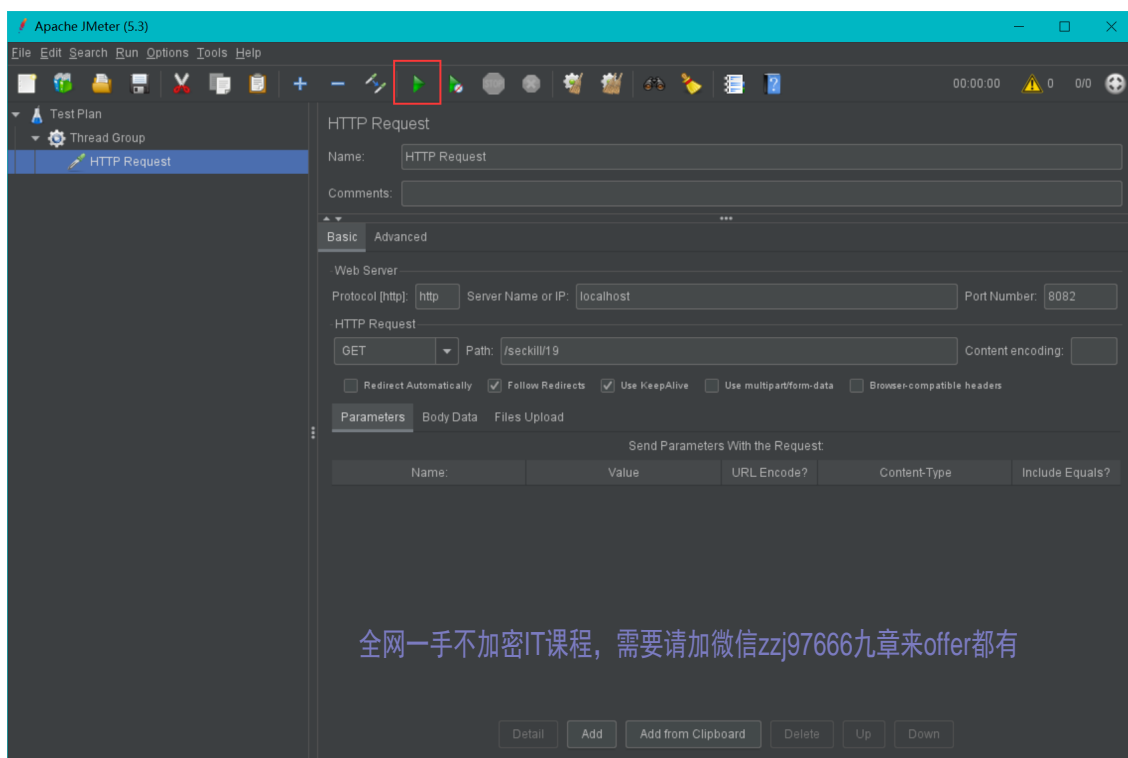 Apache JMeter (5.3)
File Edit Search Run Options Tools Help
00:00:00 0 0/0
Test Plan
Thread Group
HTTP Request
HTTP Request
Name: HTTP Request
Comments:
Basic Advanced
Web Server
Protocol [http]: http Server Name or IP: localhost Port Number: 8082
HTTP Request
GET Path: /seckill/19 Content encoding:
Redirect Automatically Follow Redirects Use KeepAlive Use multipart/form-data Browser-compatible headers
Parameters Body Data Files Upload
Send Parameters With the Request:
Name: Value URL Encode? Content-Type Include Equals?
全网一手不加密IT课程，需要请加微信zzj97666九章来offer都有
Detail Add Add from Clipboard Delete Up Down